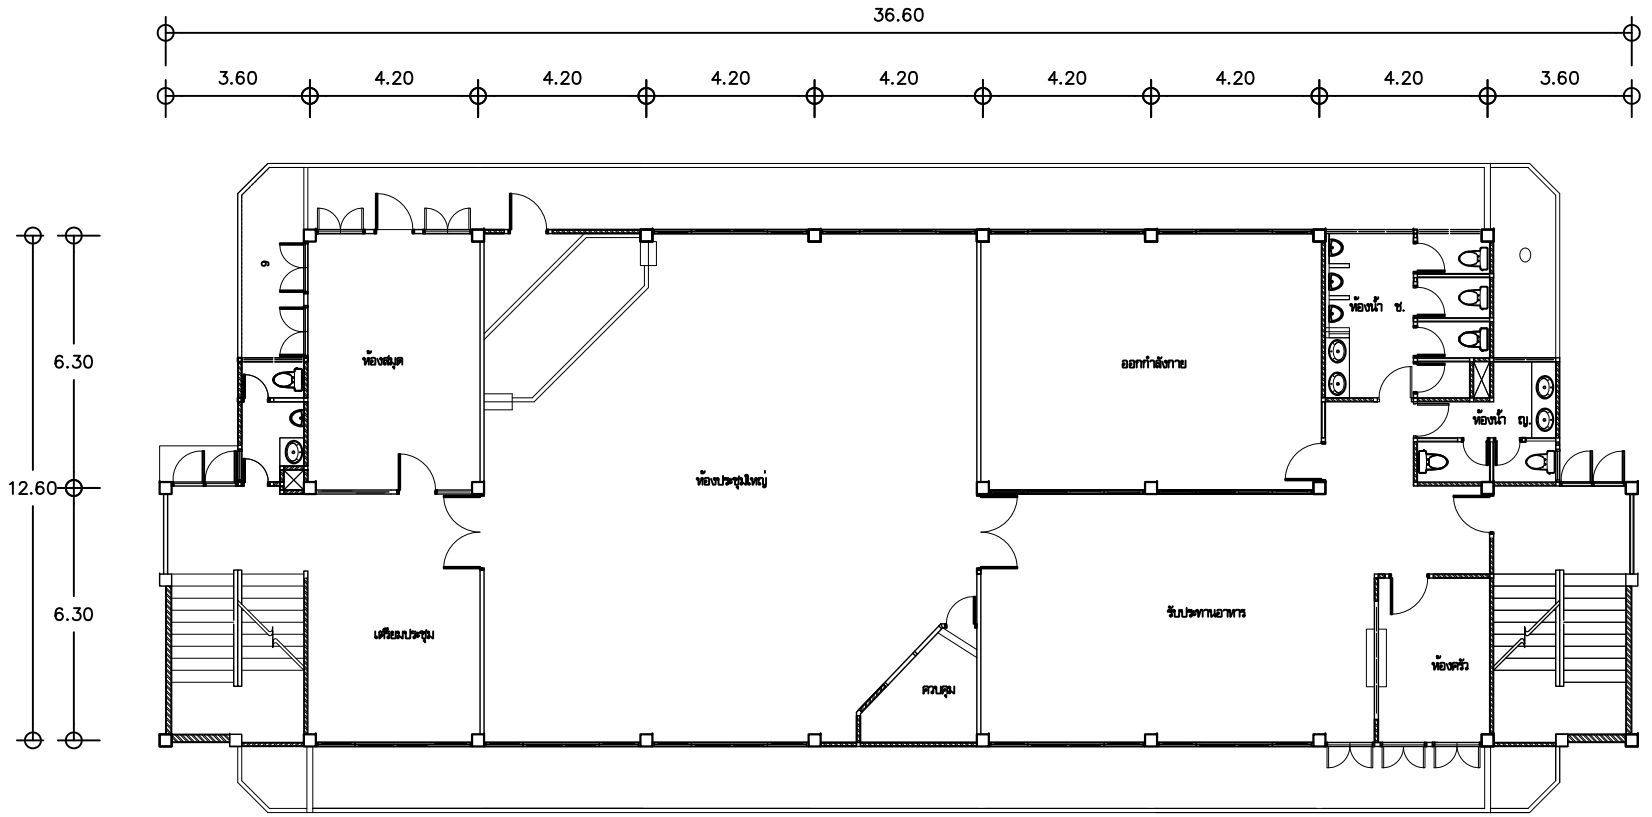 36.60
3.60 4.20 4.20 4.20 4.20 4.20 4.20 4.20 3.60
9
ห้องน้ำ ช.
6.30
ห้องสมุด
ออกกำลังกาย
ห้องน้ำ ญ.
ห้องประชุมใหญ่
12.60
6.30
รับประทานอาหาร
เตรียมประชุม
ห้องครัว
ควบคุม